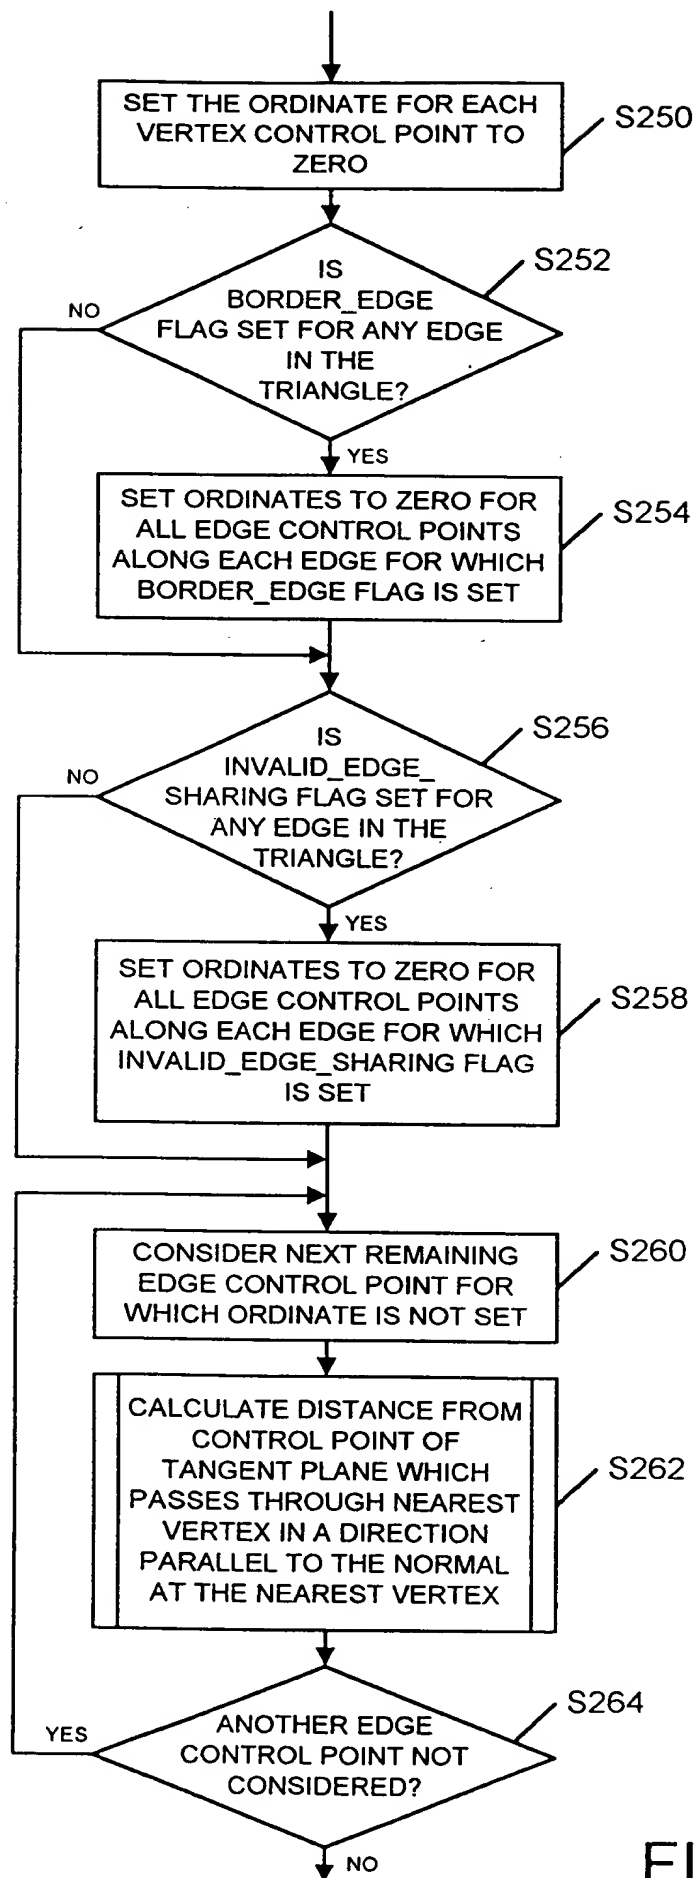 SET THE ORDINATE FOR EACH
VERTEX CONTROL POINT TO
ZERO
S250
IS
BORDER_EDGE
FLAG SET FOR ANY EDGE
IN THE
TRIANGLE?
S252
NO
YES
SET ORDINATES TO ZERO FOR
ALL EDGE CONTROL POINTS
ALONG EACH EDGE FOR WHICH
BORDER_EDGE FLAG IS SET
S254
IS
INVALID_EDGE_
SHARING FLAG SET FOR
ANY EDGE IN THE
TRIANGLE?
S256
NO
YES
SET ORDINATES TO ZERO FOR
ALL EDGE CONTROL POINTS
ALONG EACH EDGE FOR WHICH
INVALID_EDGE_SHARING FLAG
IS SET
S258
CONSIDER NEXT REMAINING
EDGE CONTROL POINT FOR
WHICH ORDINATE IS NOT SET
S260
CALCULATE DISTANCE FROM
CONTROL POINT OF
TANGENT PLANE WHICH
PASSES THROUGH NEAREST
VERTEX IN A DIRECTION
PARALLEL TO THE NORMAL
AT THE NEAREST VERTEX
S262
ANOTHER EDGE
CONTROL POINT NOT
CONSIDERED?
S264
YES
NO